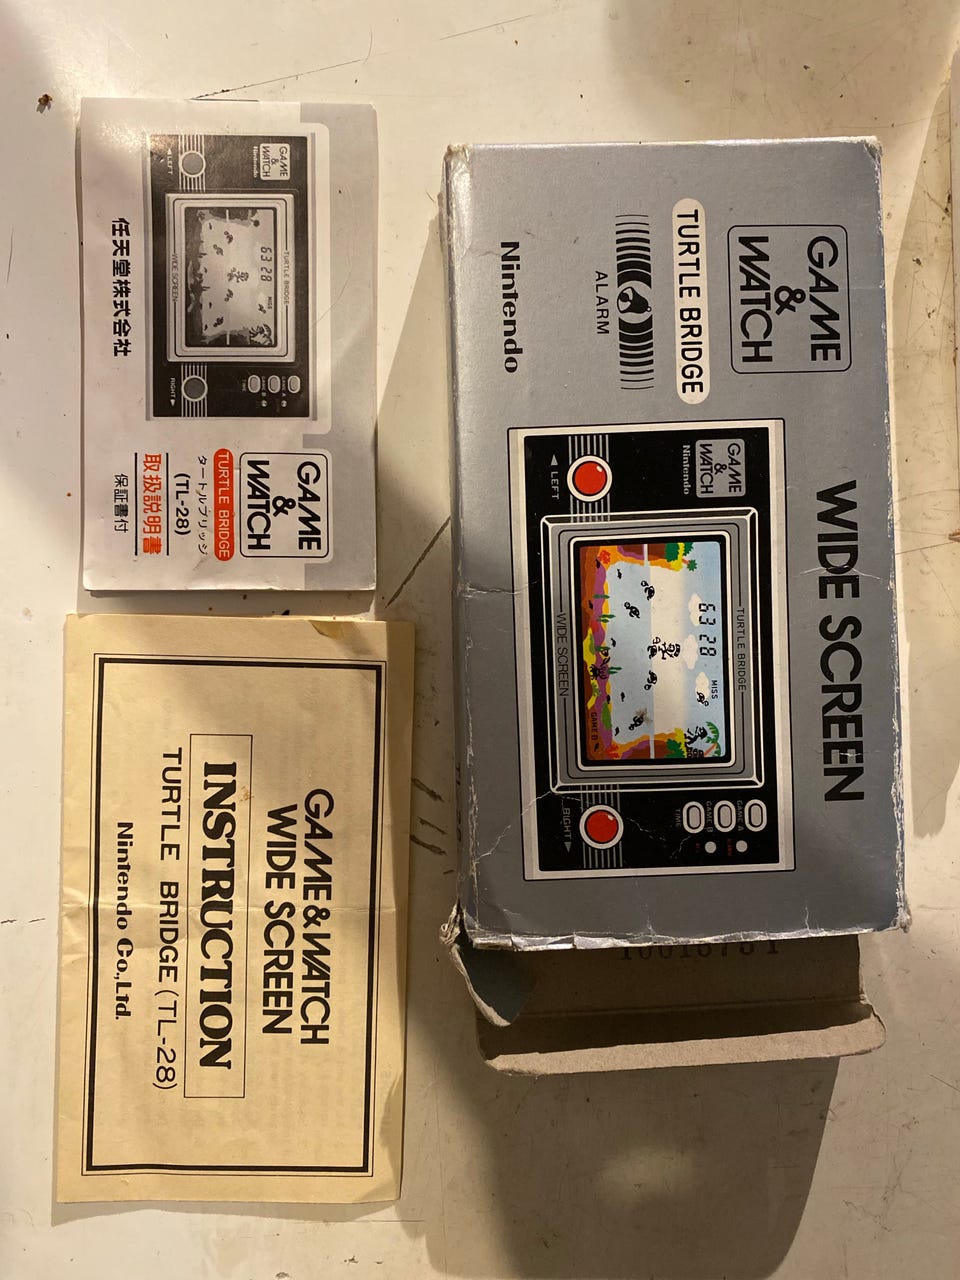 GAME
&
WATCH
Nintendo
◀ LEFT
TURTLE BRIDGE
63 28
MISS
WIDE SCREEN
RIGHT ▶
GAME A
GAME B
TIME
任天堂株式会社
GAME
&
WATCH
TURTLE BRIDGE
タートルブリッジ
(TL-28)
取扱説明書
保証書付
GAME
&
WATCH
TURTLE BRIDGE
ALARM
Nintendo
WIDE SCREEN
GAME
&
WATCH
Nintendo
◀ LEFT
TURTLE BRIDGE
63 28
MISS
GAME B
WIDE SCREEN
RIGHT ▶
GAME A
GAME B
TIME
GAME&WATCH
WIDE SCREEN
INSTRUCTION
TURTLE BRIDGE (TL-28)
Nintendo Co.,Ltd.